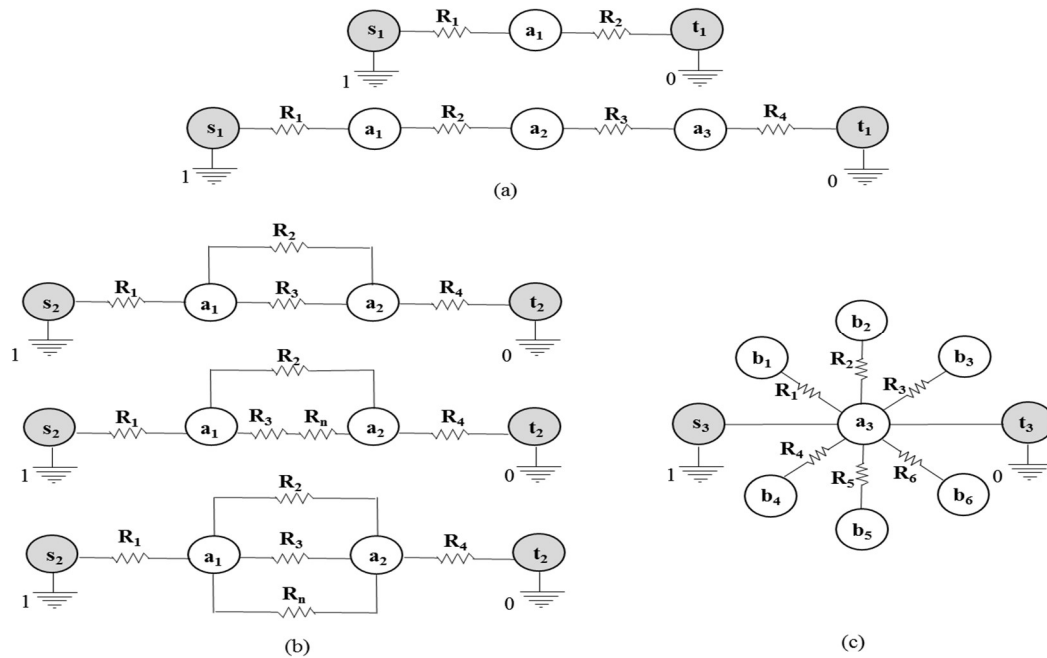 R₁ R₂
s₁ a₁ t₁
1 0
R₁ R₂ R₃ R₄
s₁ a₁ a₂ a₃ t₁
1 0
(a)
R₂
R₁ R₃ R₄
s₂ a₁ a₂ t₂
1 0
R₂
R₁ R₃ Rₙ R₄
s₂ a₁ a₂ t₂
1 0
R₂
R₁ R₃ R₄
s₂ a₁ a₂ t₂
1 Rₙ 0
(b)
b₂
b₁ b₃
R₂
R₁ R₃
s₃ a₃ t₃
R₄ R₆
1 R₅ 0
b₄ b₆
b₅
(c)